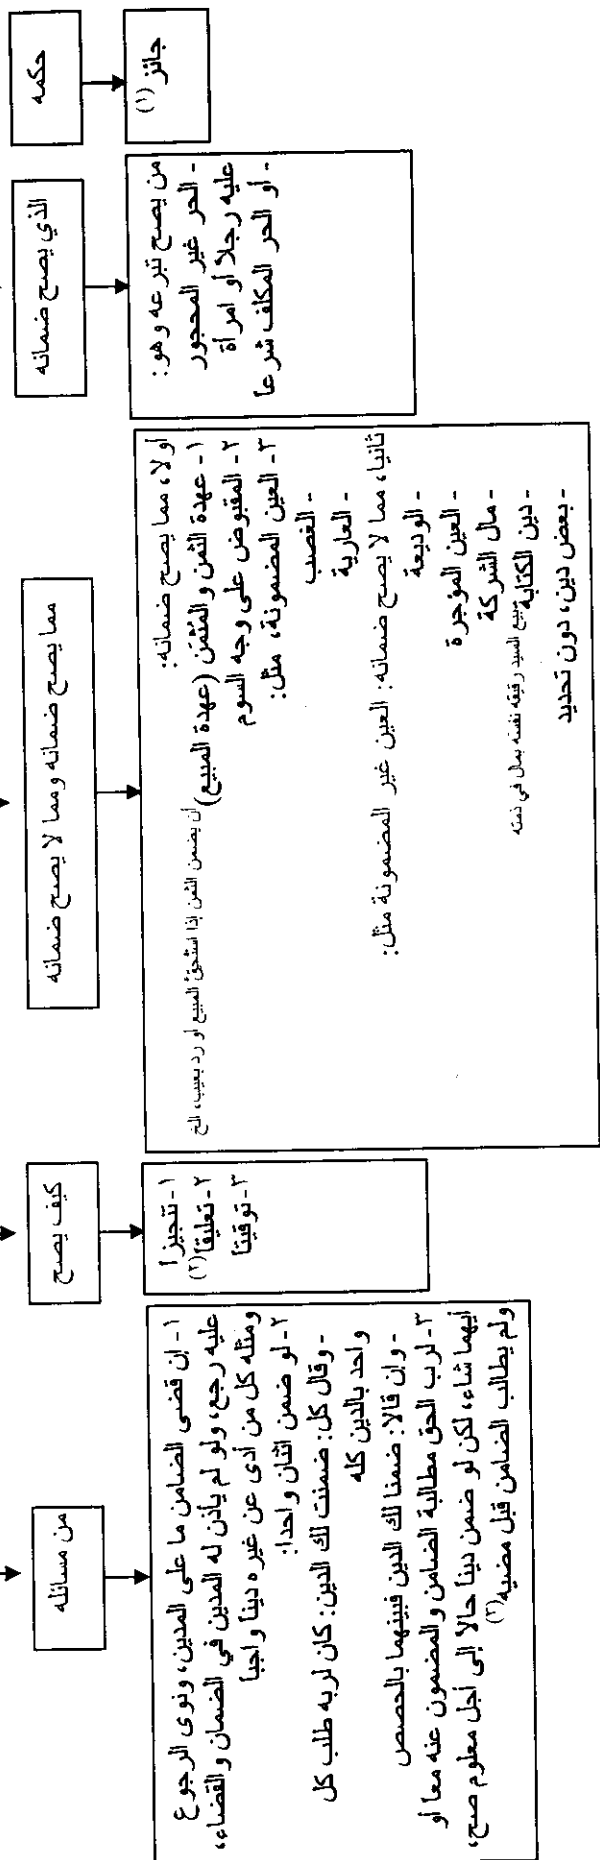 حكمه
جائز (١)
الذي يصح ضمانه
من يصح تبرعه وهو:
- الحر غير المحجور
عليه رجلاً أو امرأة
- أو الحر المكلف شرعا
مما يصح ضمانه ومما لا يصح ضمانه
أولا، مما يصح ضمانه:
١- عهدة الثمن والمثمن (عهدة المبيع)
أن يضمن الثمن إذا استحق المبيع أو رد بعيب، الخ
٢- المقبوض على وجه السوم
٣- العين المضمونة، مثل:
- الغصب
- العارية
ثانيا، مما لا يصح ضمانه: العين غير المضمونة مثل:
- الوديعة
- العين المؤجرة
- مال الشركة
- دين الكتابة
بيع السيد رقيقه نفسه بمال في ذمته
- بعض دين، دون تحديد
كيف يصح
١- تنجيزا
٢- تعليقا (٢)
٣- توقيتا
من مسائله
١- إن قضى الضامن ما على المدين، ونوى الرجوع
عليه رجع، ولو لم يأذن له المدين في الضمان والقضاء،
ومثله كل من أدى عن غيره دينا واجبا
٢- لو ضمن اثنان واحدا:
- وقال كل: ضمنت لك الدين: كان لربه طلب كل
واحد بالدين كله
- وإن قالا: ضمنا لك الدين فبينهما بالحصص
٣- لرب الحق مطالبة الضامن والمضمون عنه معا أو
أيهما شاء، لكن لو ضمن دينا حالا إلى أجل معلوم صح،
ولم يطالب الضامن قبل مضيه (٣)